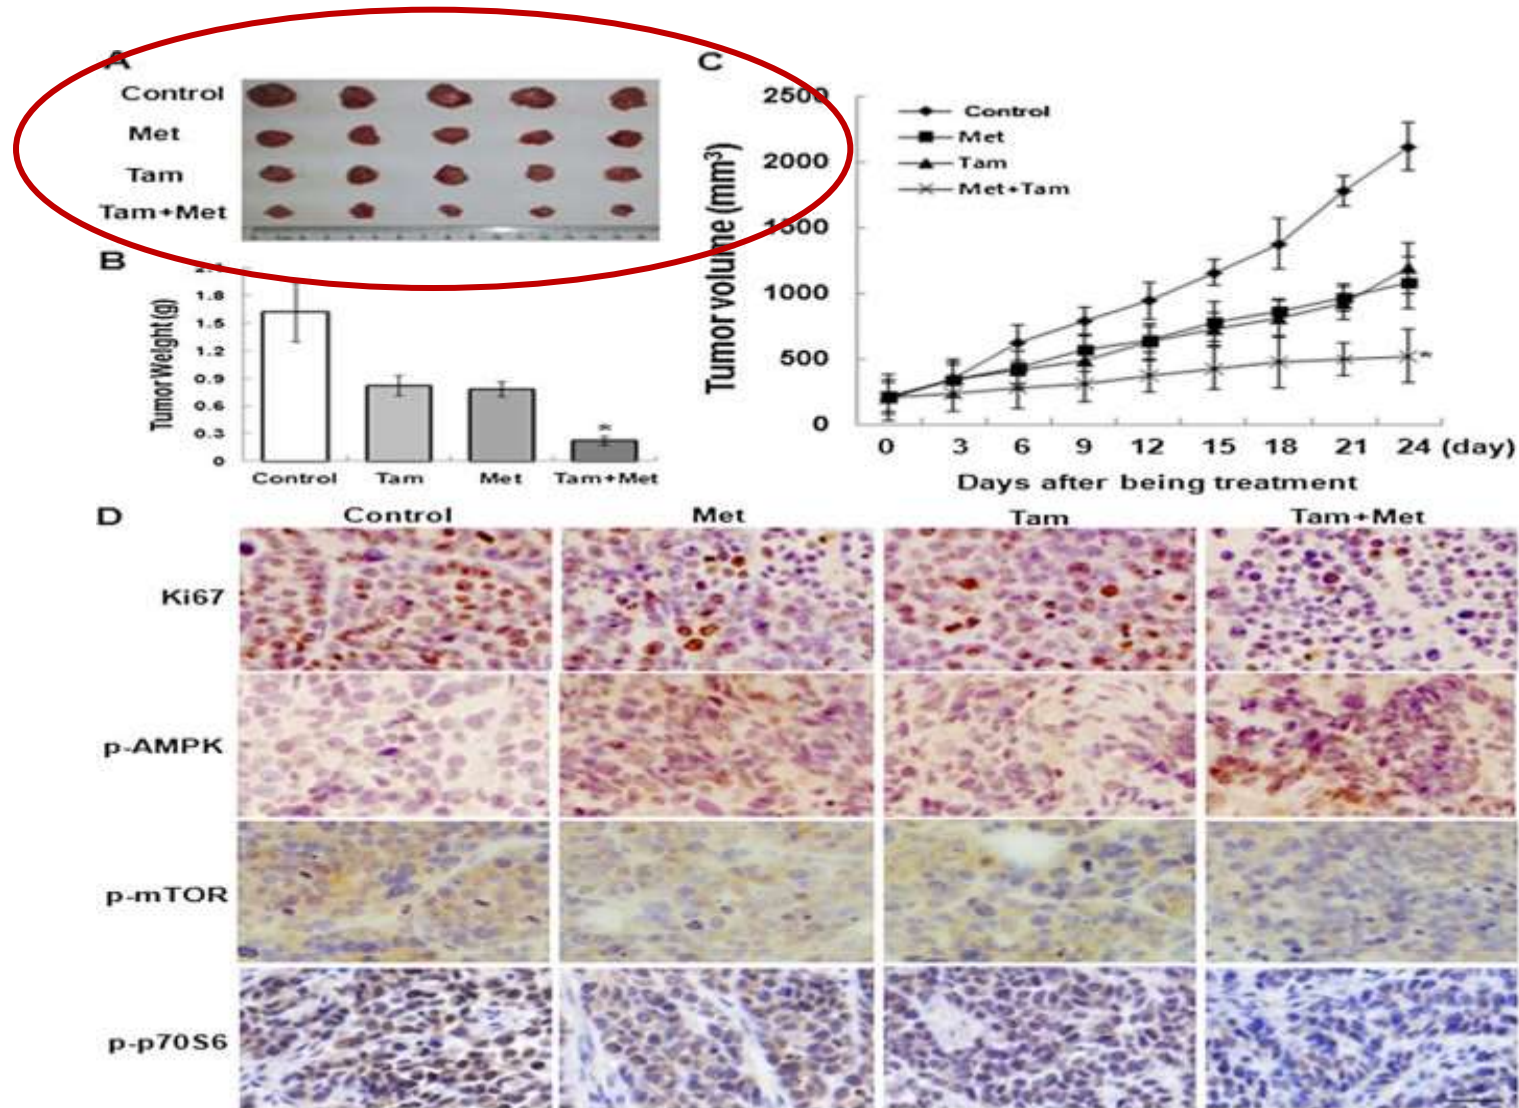 A
Control
Met
Tam
Tam+Met
B
Tumor Weight (g)
2.1
1.8
1.5
1.2
0.9
0.6
0.3
0
*
Control Tam Met Tam+Met
C
Tumor volume (mm³)
2500
2000
1500
1000
500
0
Control
Met
Tam
Met+Tam
*
0 3 6 9 12 15 18 21 24 (day)
Days after being treatment
D
Control Met Tam Tam+Met
Ki67
p-AMPK
p-mTOR
p-p70S6